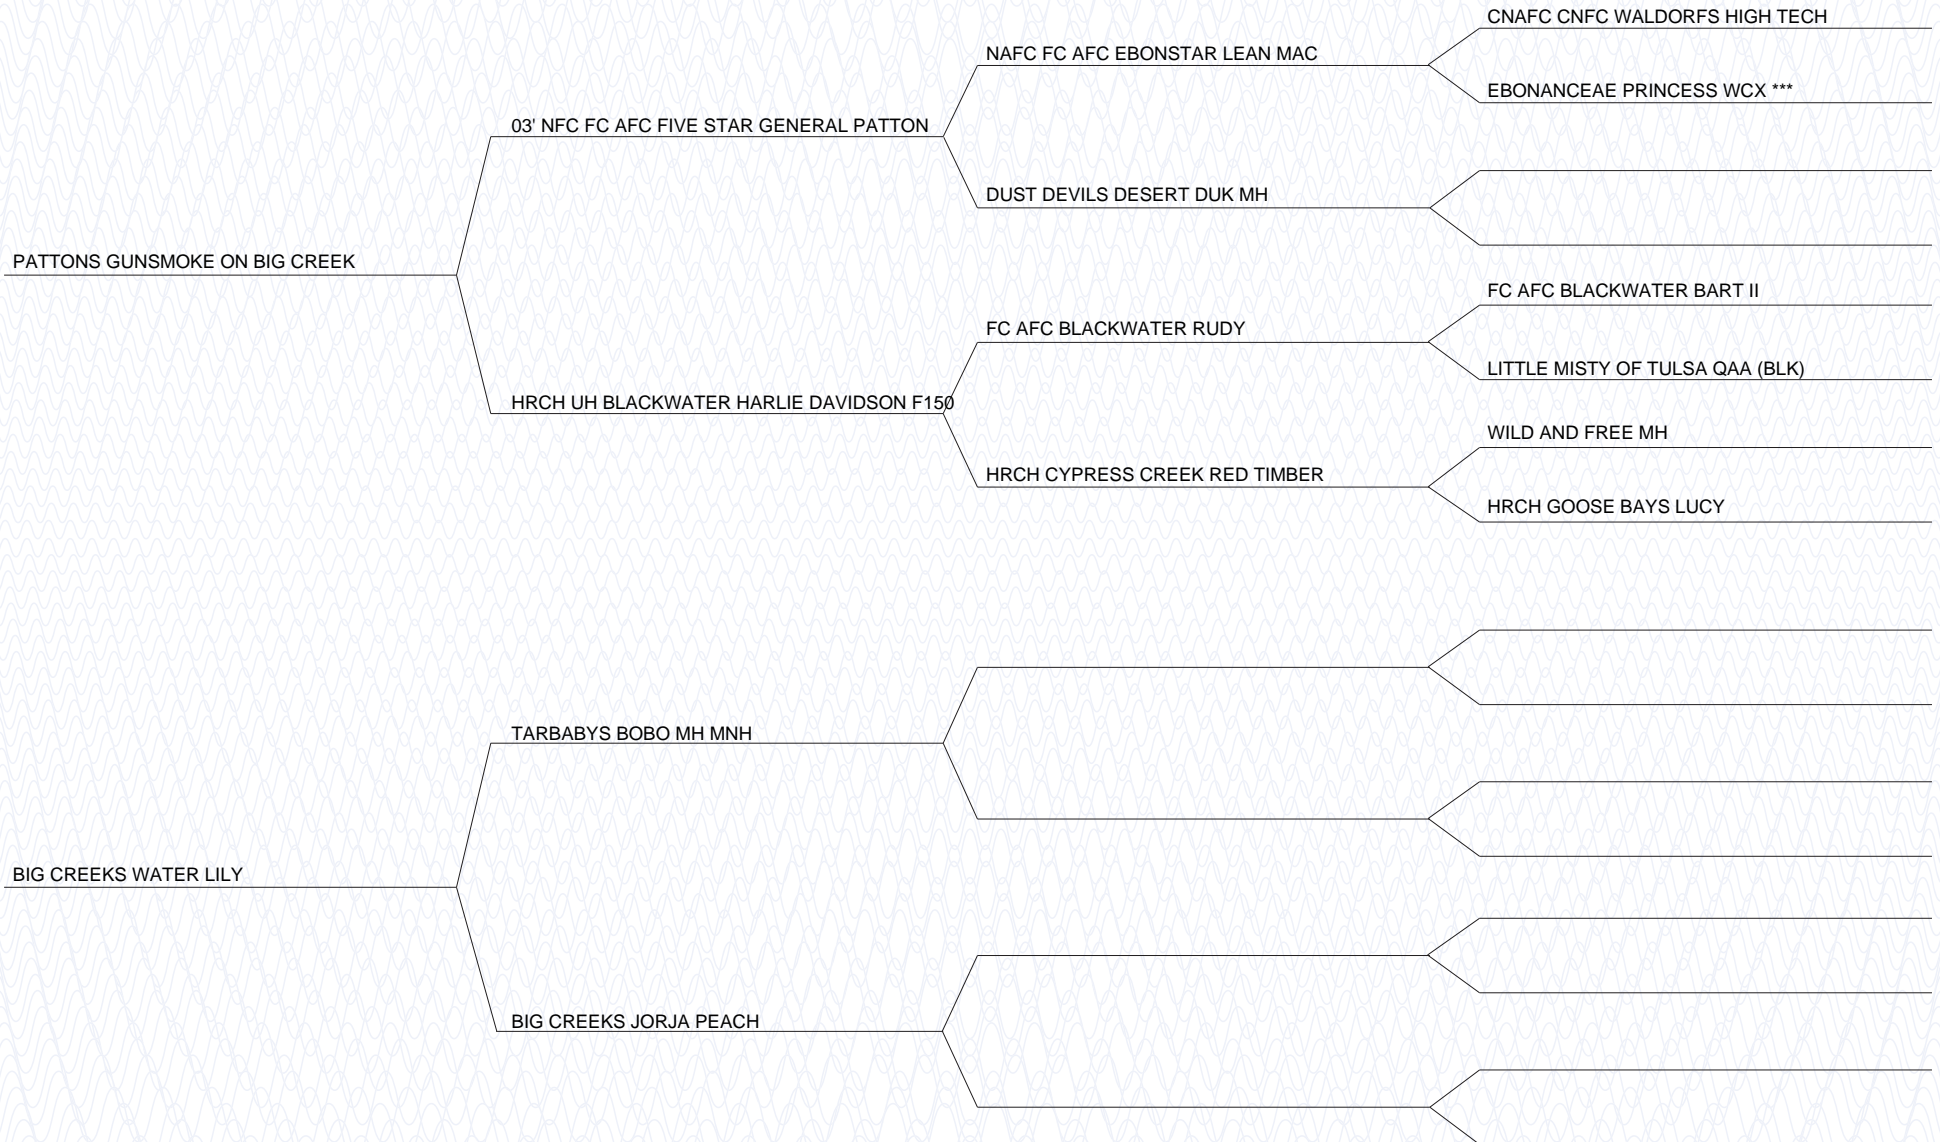 CNAFC CNFC WALDORFS HIGH TECH
NAFC FC AFC EBONSTAR LEAN MAC
EBONANCEAE PRINCESS WCX ***
03' NFC FC AFC FIVE STAR GENERAL PATTON
DUST DEVILS DESERT DUK MH
PATTONS GUNSMOKE ON BIG CREEK
FC AFC BLACKWATER BART II
FC AFC BLACKWATER RUDY
LITTLE MISTY OF TULSA QAA (BLK)
HRCH UH BLACKWATER HARLIE DAVIDSON F150
WILD AND FREE MH
HRCH CYPRESS CREEK RED TIMBER
HRCH GOOSE BAYS LUCY
TARBABYS BOBO MH MNH
BIG CREEKS WATER LILY
BIG CREEKS JORJA PEACH